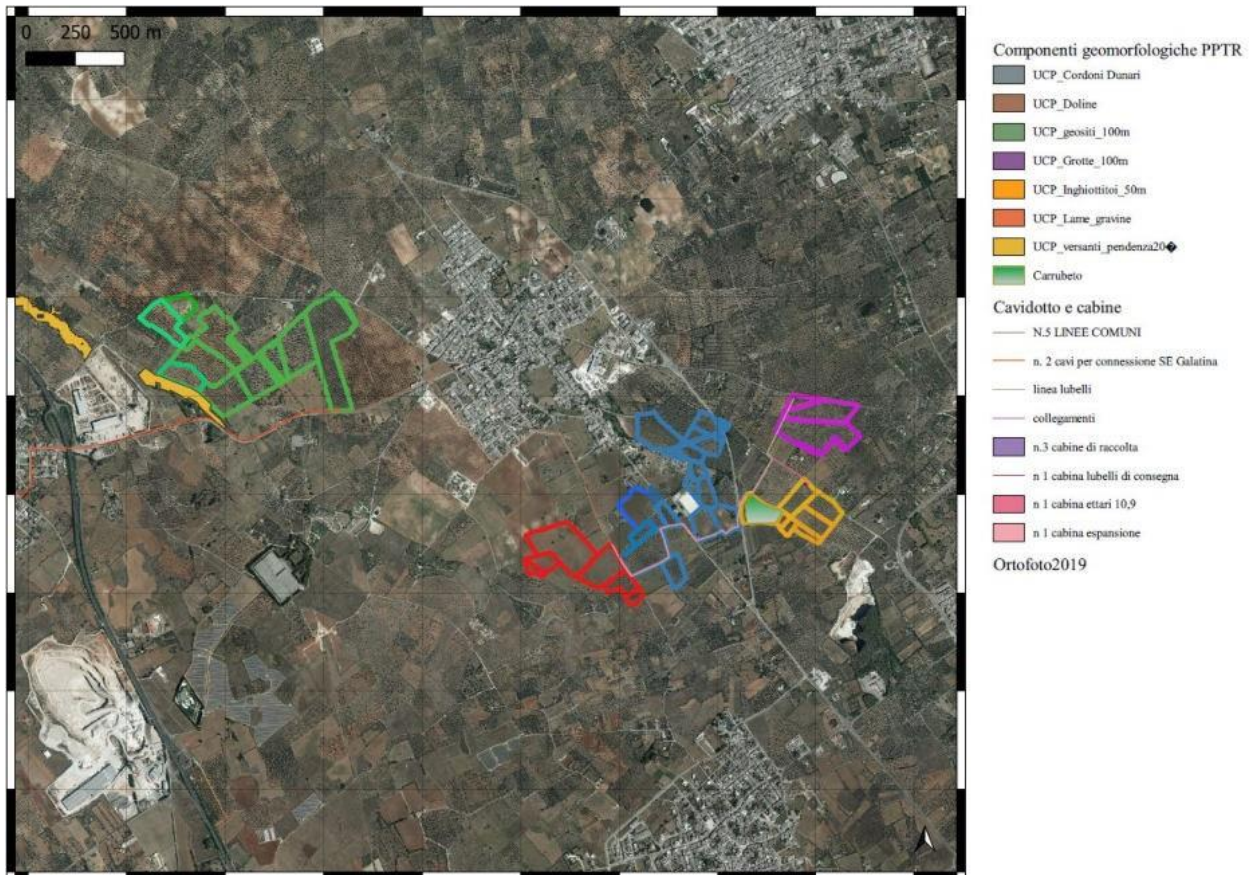 0 250 500 m
Componenti geomorfologiche PPTR
UCP_Cordoni Dunari
UCP_Doline
UCP_geositi_100m
UCP_Grotte_100m
UCP_Inghiottitoi_50m
UCP_Lame_gravine
UCP_versanti_pendenza20�
Carrubeto
Cavidotto e cabine
N.5 LINEE COMUNI
n. 2 cavi per connessione SE Galatina
linea lubelli
collegamenti
n.3 cabine di raccolta
n 1 cabina lubelli di consegna
n 1 cabina ettari 10,9
n 1 cabina espansione
Ortofoto2019